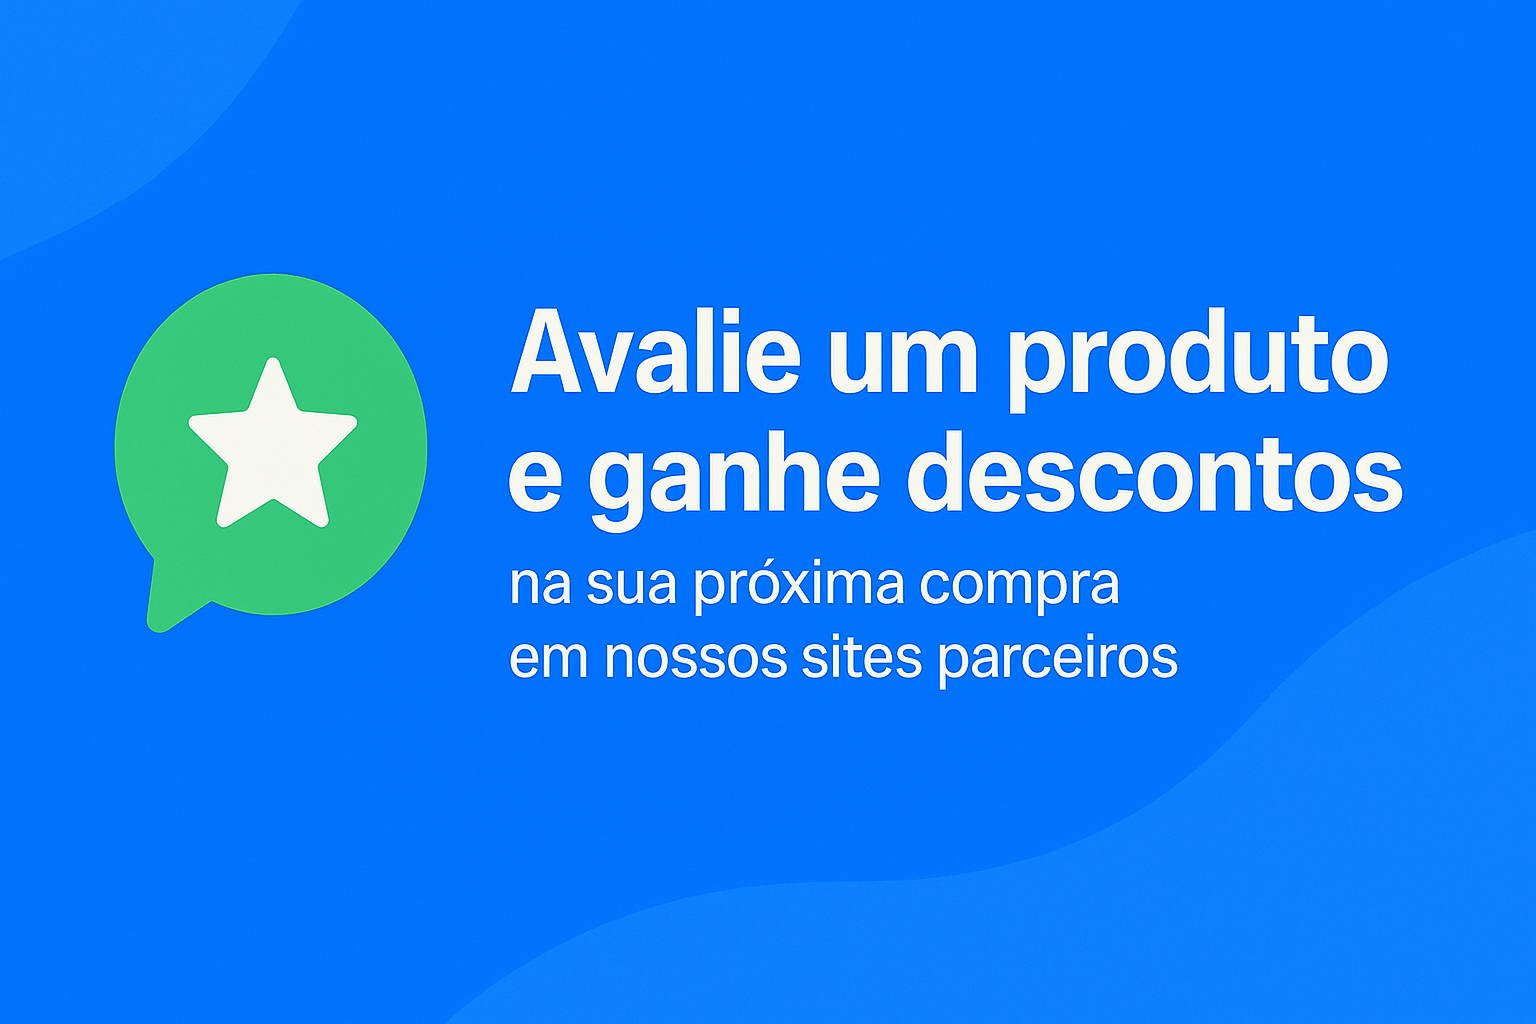 Avalie um produto
e ganhe descontos
na sua próxima compra
em nossos sites parceiros